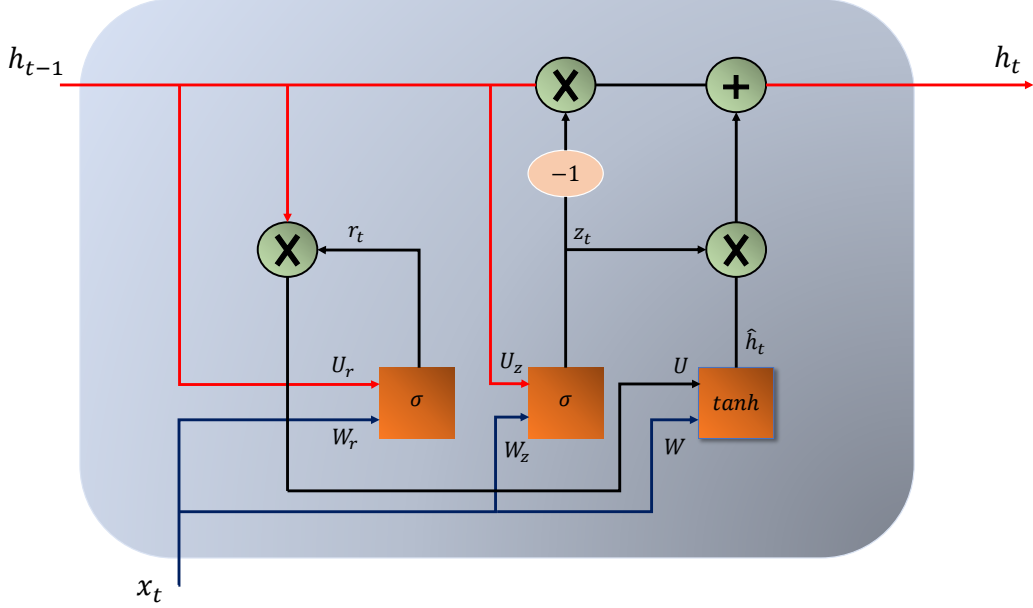 h_{t−1}
h_t
×
+
−1
×
r_t
z_t
×
ĥ_t
U_r
U_z
U
σ
σ
tanh
W_r
W_z
W
x_t